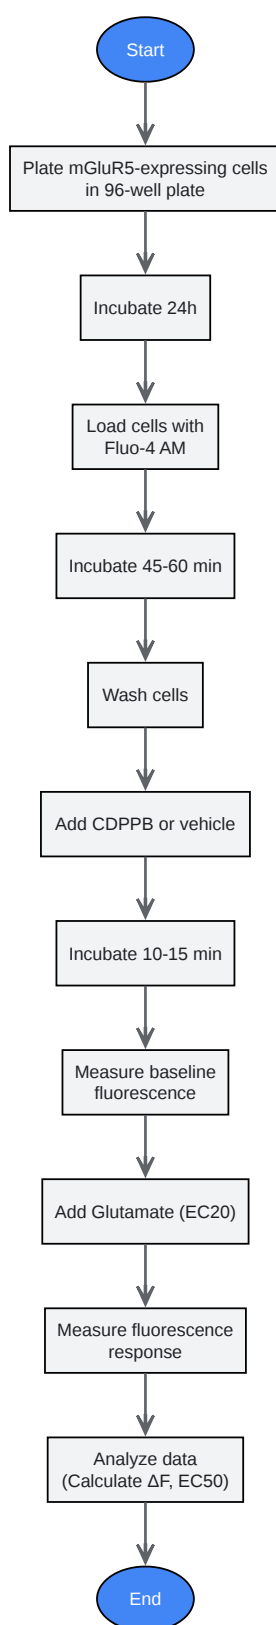 Start
Plate mGluR5-expressing cells
in 96-well plate
Incubate 24h
Load cells with
Fluo-4 AM
Incubate 45-60 min
Wash cells
Add CDPPB or vehicle
Incubate 10-15 min
Measure baseline
fluorescence
Add Glutamate (EC20)
Measure fluorescence
response
Analyze data
(Calculate ΔF, EC50)
End